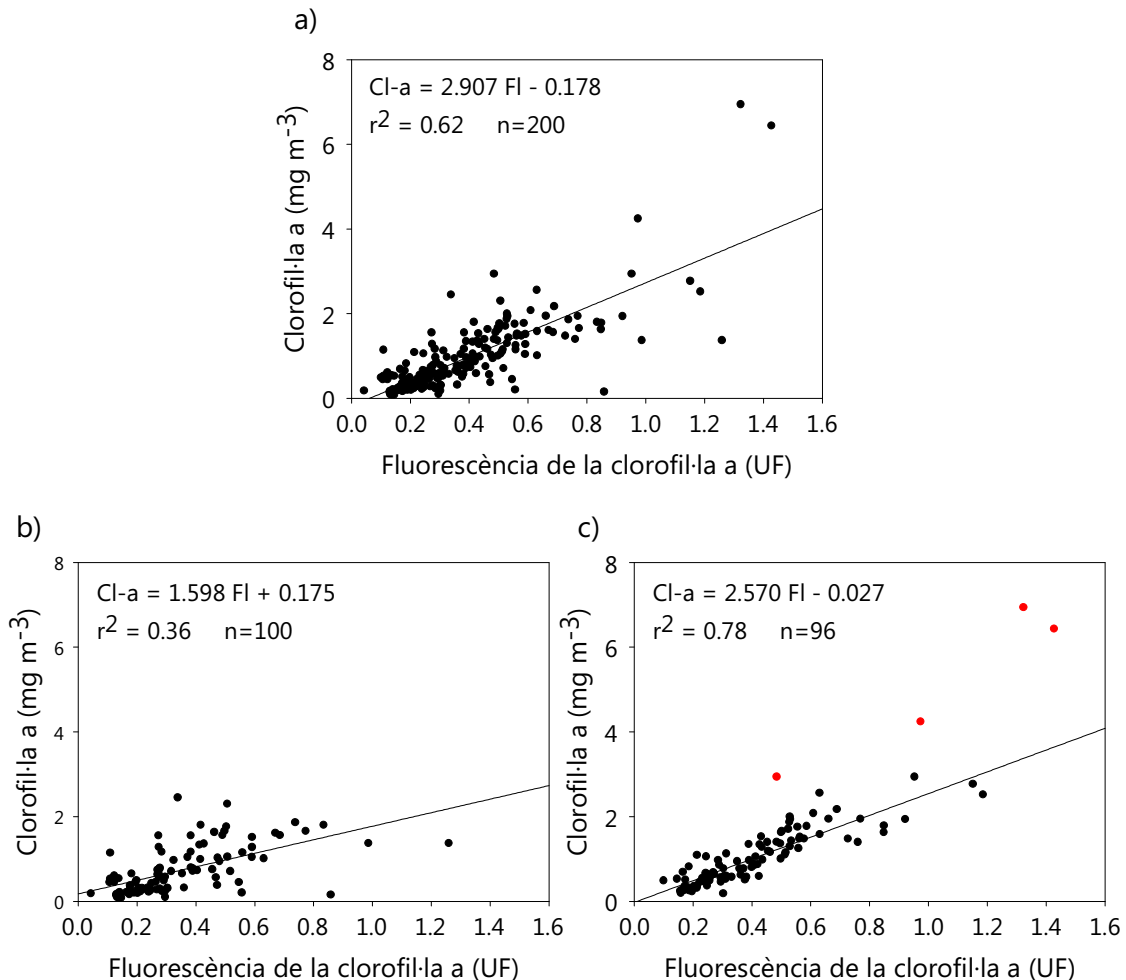 a)
Cl-a = 2.907 Fl - 0.178
r² = 0.62 n=200
Clorofil·la a (mg m⁻³)
8
6
4
2
0
0.0 0.2 0.4 0.6 0.8 1.0 1.2 1.4 1.6
Fluorescència de la clorofil·la a (UF)
b)
Cl-a = 1.598 Fl + 0.175
r² = 0.36 n=100
Clorofil·la a (mg m⁻³)
8
6
4
2
0
0.0 0.2 0.4 0.6 0.8 1.0 1.2 1.4 1.6
Fluorescència de la clorofil·la a (UF)
c)
Cl-a = 2.570 Fl - 0.027
r² = 0.78 n=96
Clorofil·la a (mg m⁻³)
8
6
4
2
0
0.0 0.2 0.4 0.6 0.8 1.0 1.2 1.4 1.6
Fluorescència de la clorofil·la a (UF)